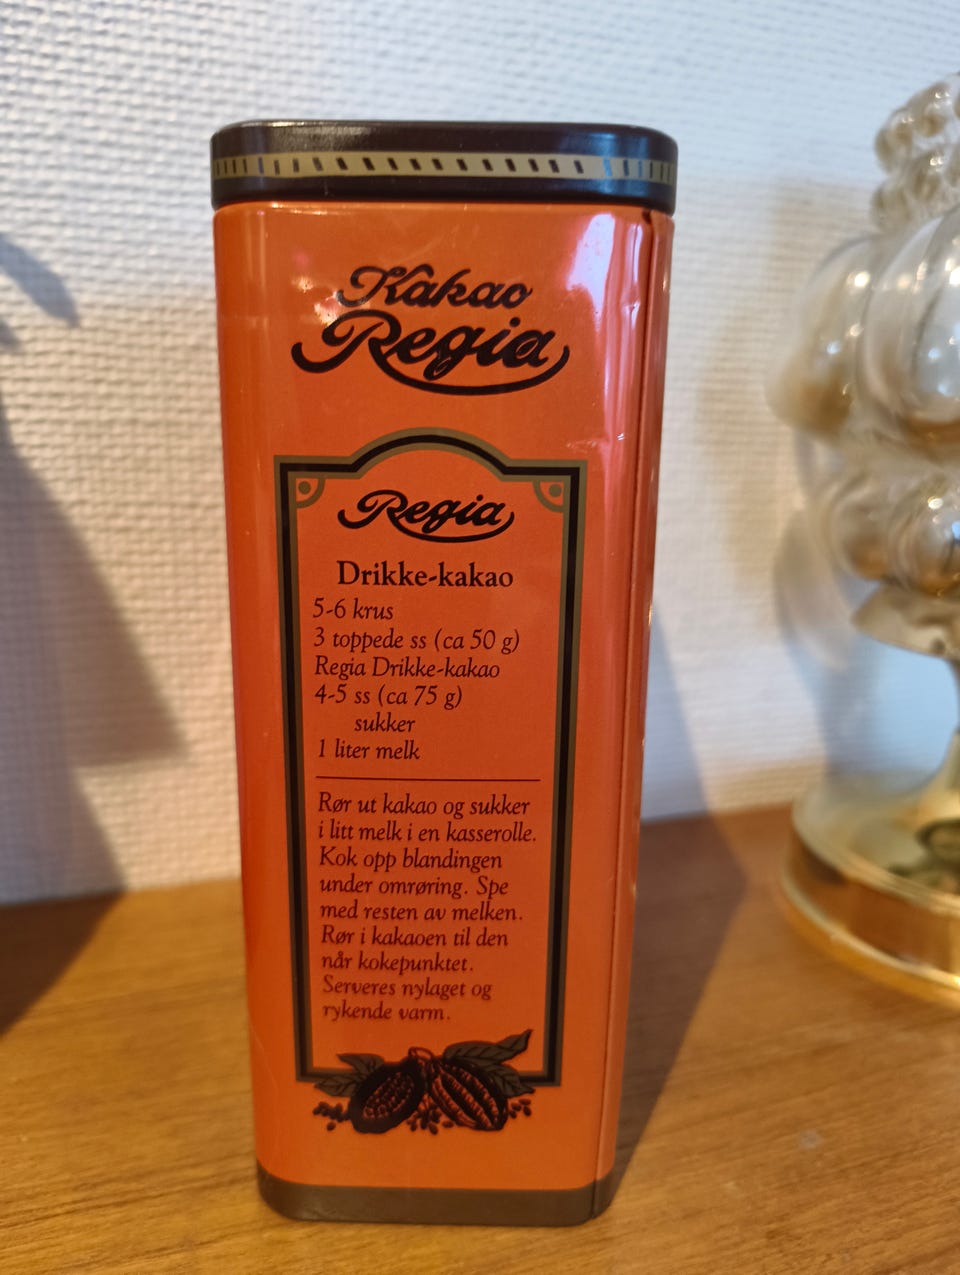 Kakao
Regia
Regia
Drikke-kakao
5-6 krus
3 toppede ss (ca 50 g)
Regia Drikke-kakao
4-5 ss (ca 75 g)
sukker
1 liter melk
Rør ut kakao og sukker
i litt melk i en kasserolle.
Kok opp blandingen
under omrøring. Spe
med resten av melken.
Rør i kakaoen til den
når kokepunktet.
Serveres nylaget og
rykende varm.